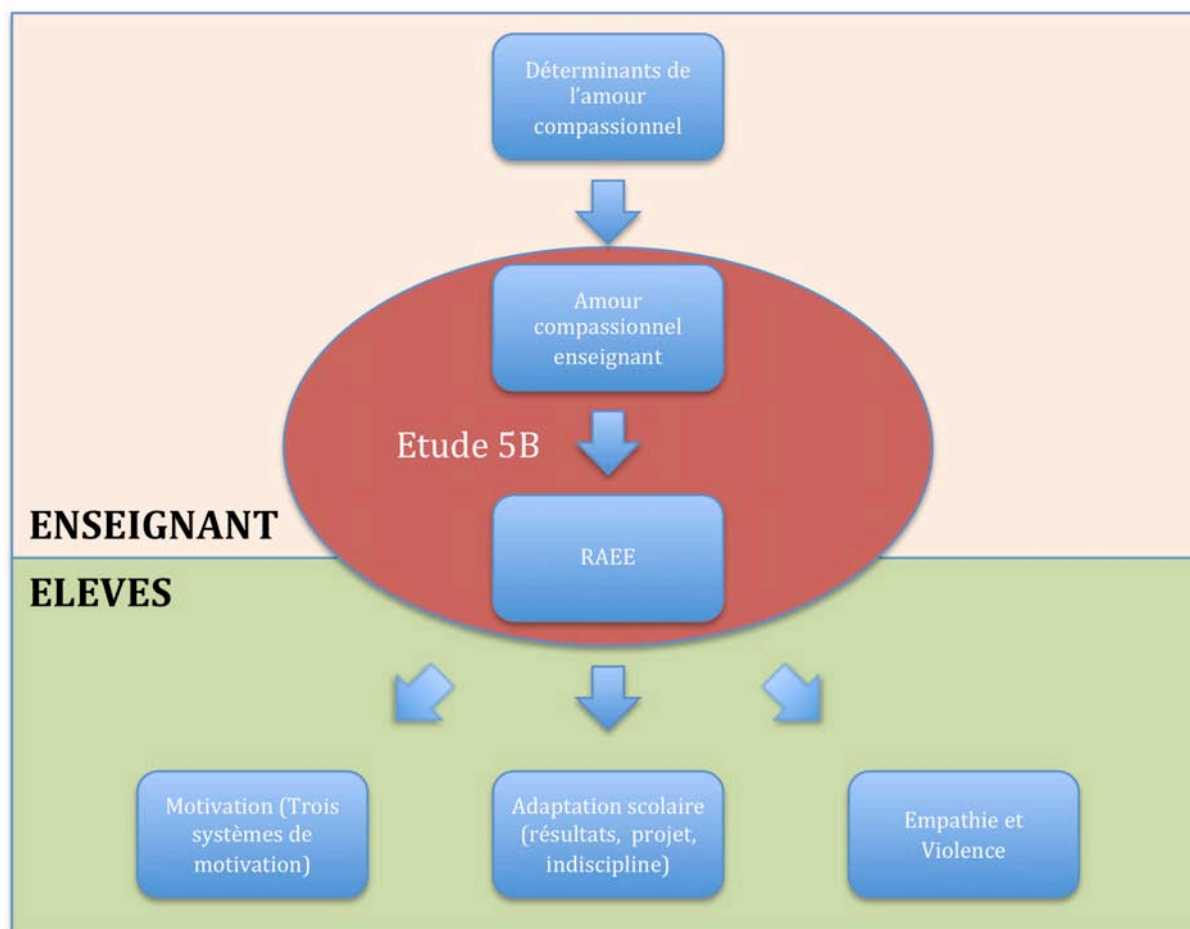 Déterminants de
l'amour
compassionnel
Amour
compassionnel
enseignant
Etude 5B
RAEE
ENSEIGNANT
ELEVES
Motivation (Trois
systèmes de
motivation)
Adaptation scolaire
(résultats, projet,
indiscipline)
Empathie et
Violence